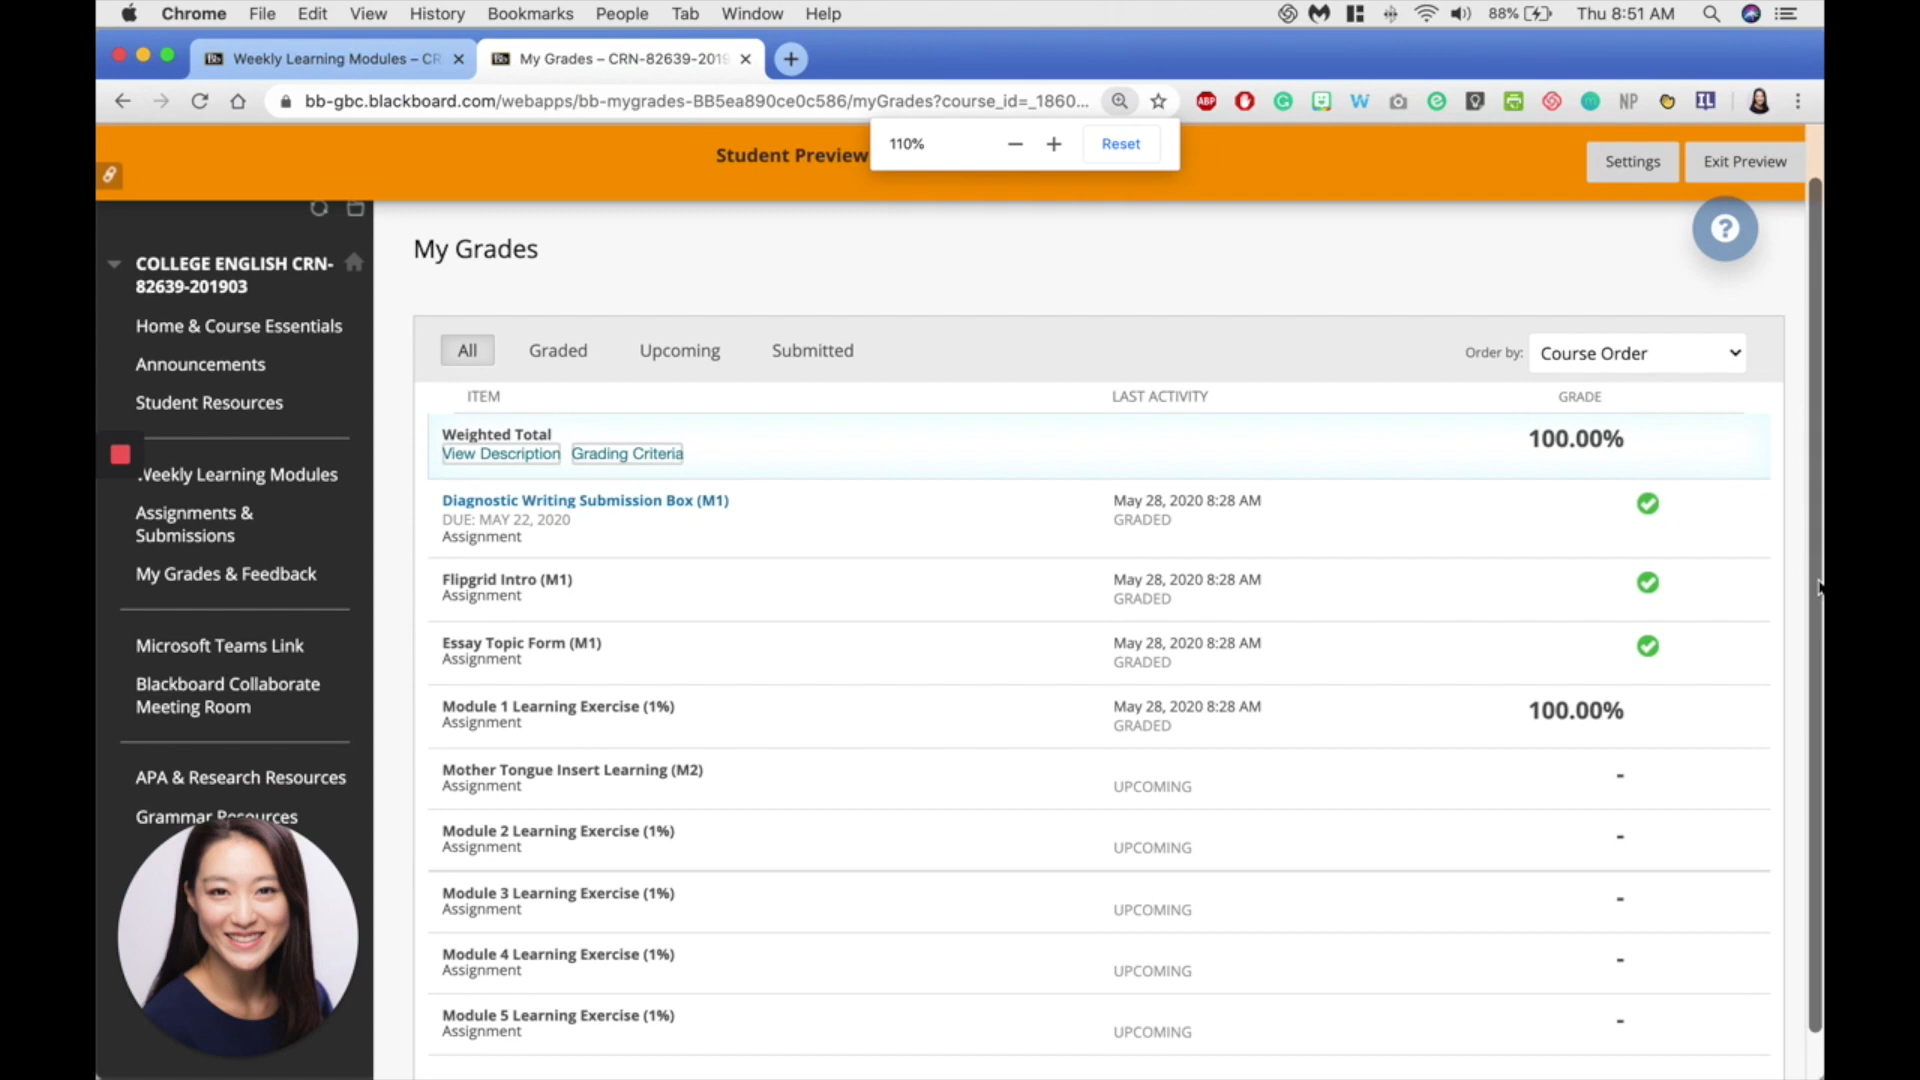 Chrome File Edit View History Bookmarks People Tab Window Help 88% Thu 8:51 AM
Weekly Learning Modules – CR My Grades – CRN-82639-2019
bb-gbc.blackboard.com/webapps/bb-mygrades-BB5ea890ce0c586/myGrades?course_id=_1860... ABP W NP IL
110% Reset
Student Preview Settings Exit Preview
COLLEGE ENGLISH CRN-
82639-201903
Home & Course Essentials
Announcements
Student Resources
Weekly Learning Modules
Assignments &
Submissions
My Grades & Feedback
Microsoft Teams Link
Blackboard Collaborate
Meeting Room
APA & Research Resources
Grammar Resources
My Grades
All Graded Upcoming Submitted Order by: Course Order
ITEM LAST ACTIVITY GRADE
Weighted Total 100.00%
View Description Grading Criteria
Diagnostic Writing Submission Box (M1) May 28, 2020 8:28 AM
DUE: MAY 22, 2020 GRADED
Assignment
Flipgrid Intro (M1) May 28, 2020 8:28 AM
Assignment GRADED
Essay Topic Form (M1) May 28, 2020 8:28 AM
Assignment GRADED
Module 1 Learning Exercise (1%) May 28, 2020 8:28 AM 100.00%
Assignment GRADED
Mother Tongue Insert Learning (M2) -
Assignment UPCOMING
Module 2 Learning Exercise (1%) -
Assignment UPCOMING
Module 3 Learning Exercise (1%) -
Assignment UPCOMING
Module 4 Learning Exercise (1%) -
Assignment UPCOMING
Module 5 Learning Exercise (1%) -
Assignment UPCOMING